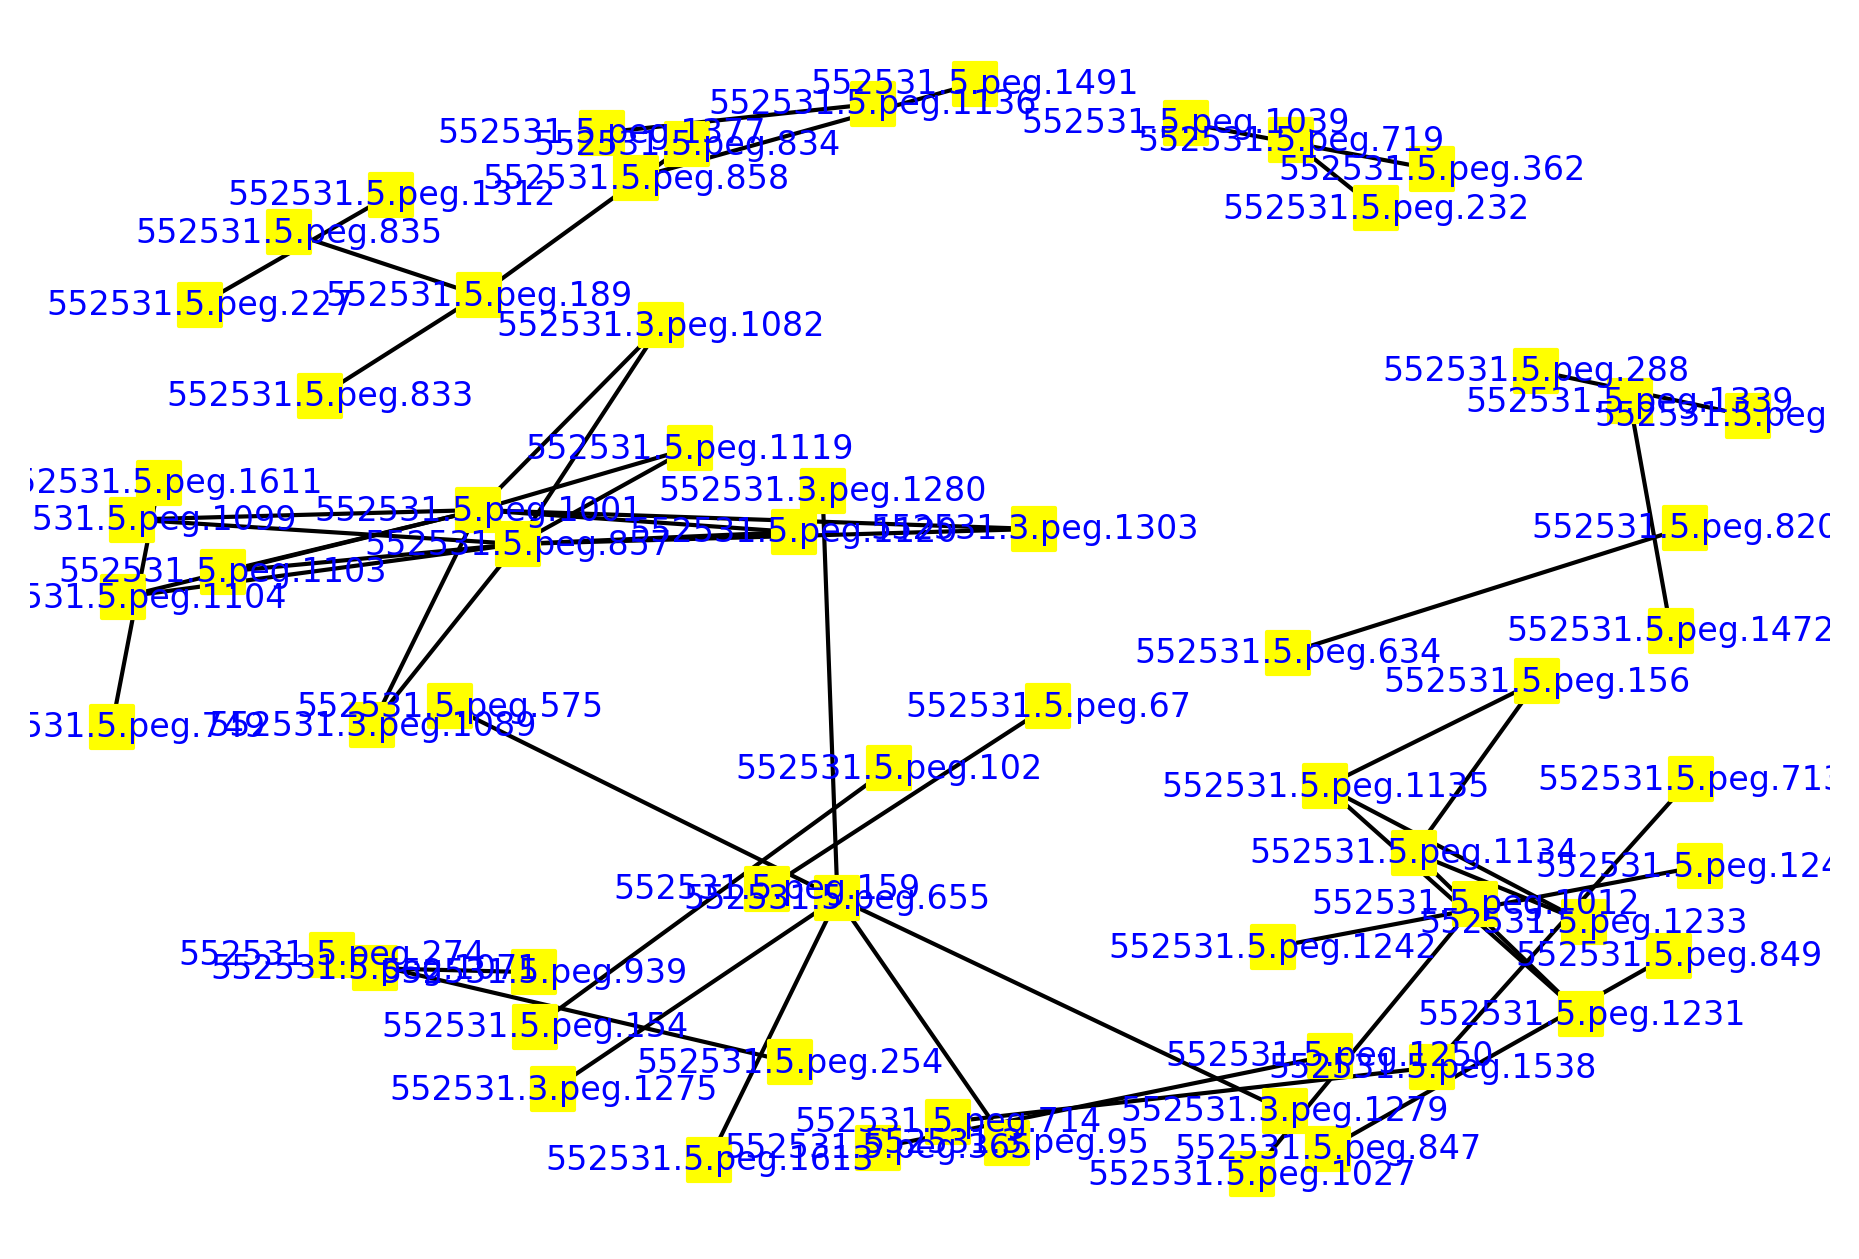 552531.5.peg.1491
552531.5.peg.1136
552531.5.peg.1039
552531.5.peg.1377
552531.5.peg.719
552531.5.peg.834
552531.5.peg.362
552531.5.peg.858
552531.5.peg.1312
552531.5.peg.232
552531.5.peg.835
552531.5.peg.189
552531.5.peg.227
552531.3.peg.1082
552531.5.peg.288
552531.5.peg.833
552531.5.peg.1339
552531.5.peg
552531.5.peg.1119
52531.5.peg.1611
552531.3.peg.1280
552531.5.peg.1001
531.5.peg.1099
552531.5.peg.820
552531.3.peg.1303
552531.5.peg.1120
552531.5.peg.857
552531.5.peg.1103
531.5.peg.1104
552531.5.peg.1472
552531.5.peg.634
552531.5.peg.156
552531.5.peg.575
552531.5.peg.67
531.5.peg.749
552531.3.peg.1089
552531.5.peg.102
552531.5.peg.713
552531.5.peg.1135
552531.5.peg.1134
552531.5.peg.124
552531.5.peg.159
552531.5.peg.655
552531.5.peg.1012
552531.5.peg.1233
552531.5.peg.1242
552531.5.peg.274
552531.5.peg.849
552531.5.peg.1071
552531.5.peg.939
552531.5.peg.1231
552531.5.peg.154
552531.5.peg.1250
552531.5.peg.254
552531.5.peg.1538
552531.3.peg.1275
552531.3.peg.1279
552531.5.peg.714
552531.3.peg.95
552531.5.peg.365
552531.5.peg.847
552531.5.peg.1613
552531.5.peg.1027